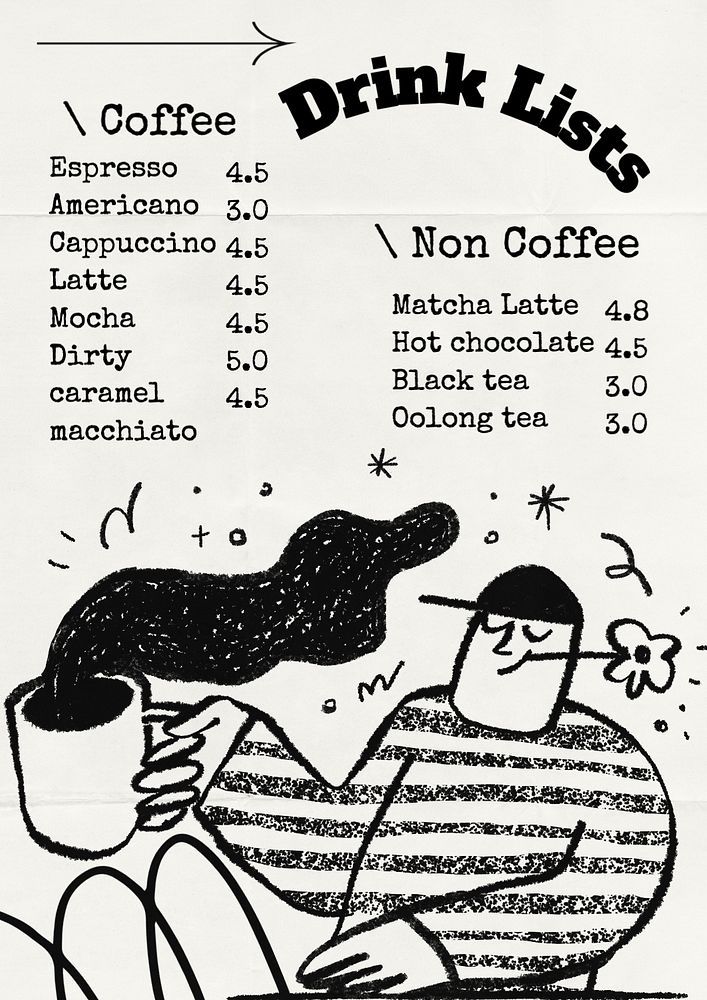 Drink Lists
\ Coffee
Espresso 4.5
Americano 3.0
Cappuccino 4.5
Latte 4.5
Mocha 4.5
Dirty 5.0
caramel 4.5
macchiato
\ Non Coffee
Matcha Latte 4.8
Hot chocolate 4.5
Black tea 3.0
Oolong tea 3.0